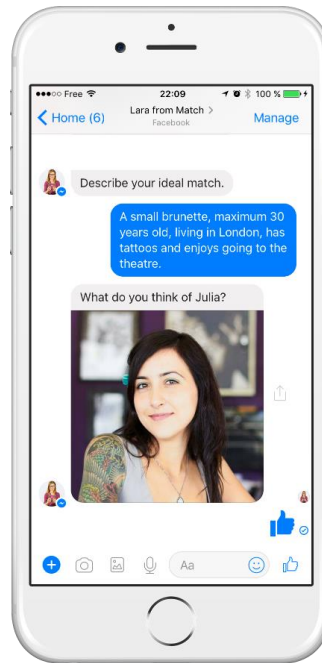 Free 22:09 100 %
Home (6) Lara from Match > Manage
Facebook
Describe your ideal match.
A small brunette, maximum 30
years old, living in London, has
tattoos and enjoys going to the
theatre.
What do you think of Julia?
Aa